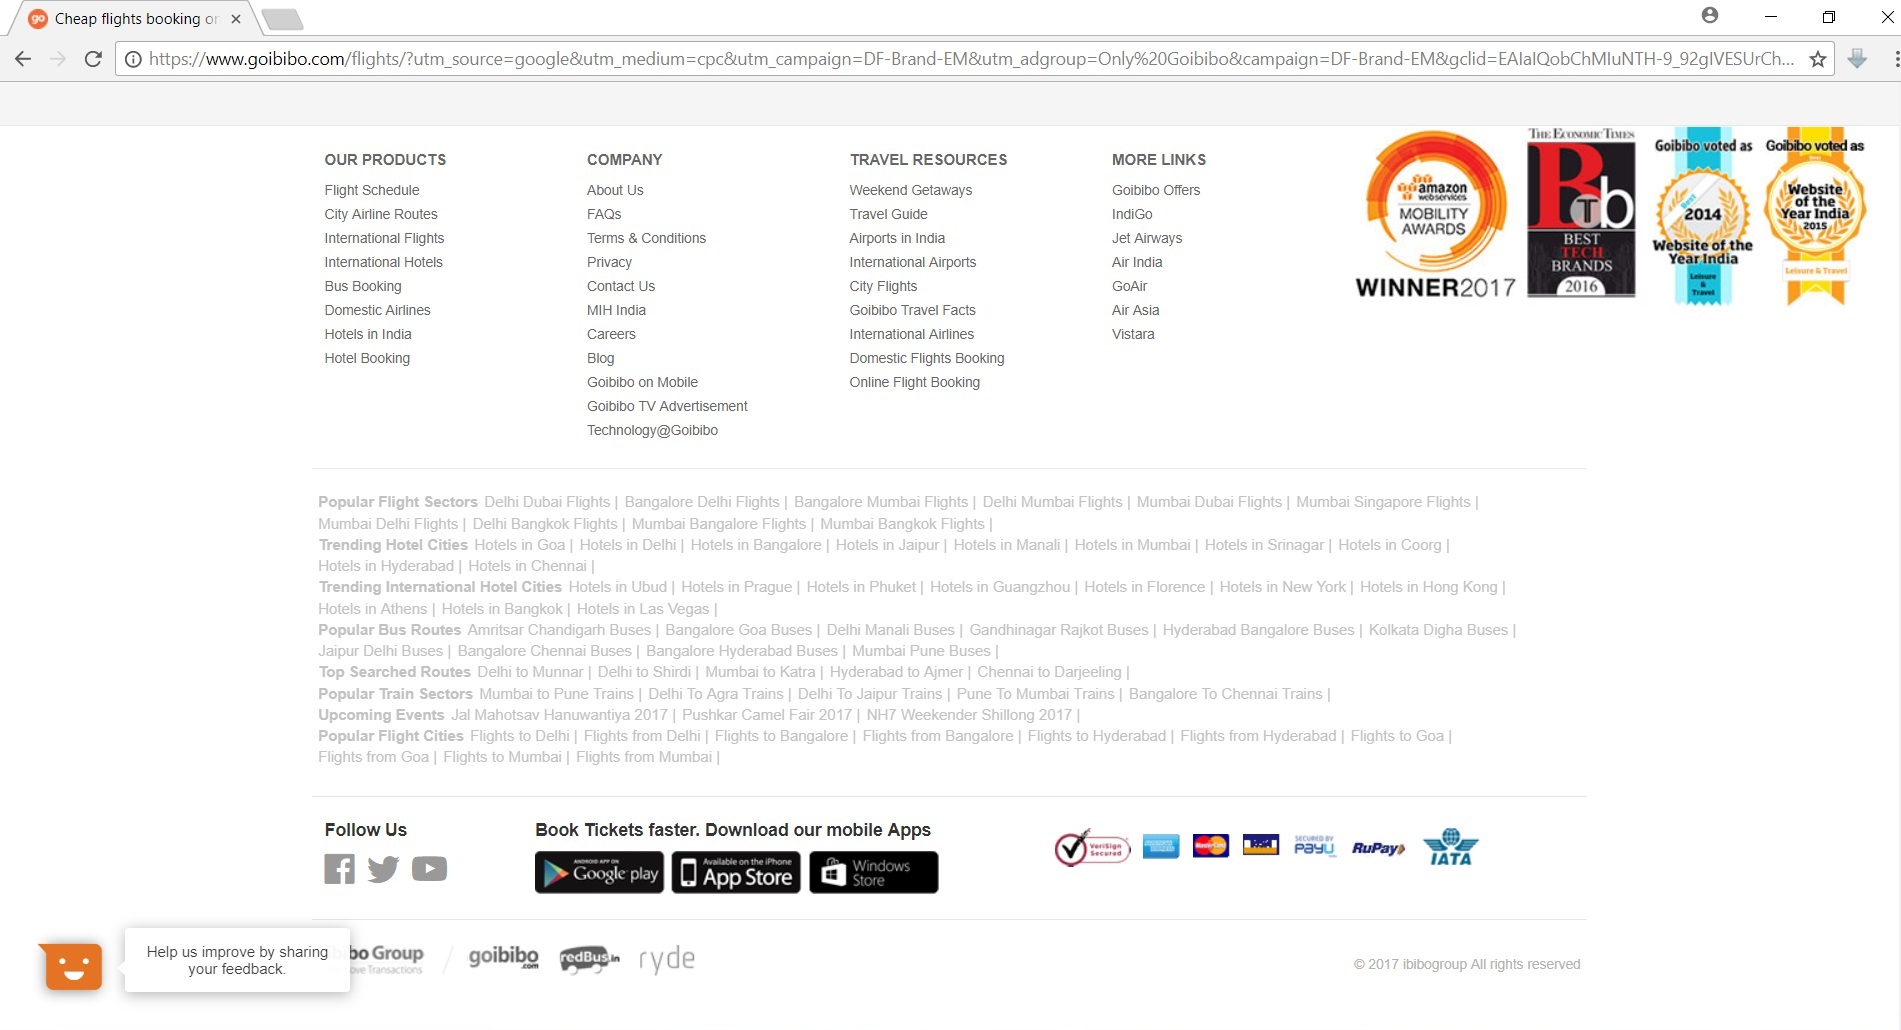 go Cheap flights booking on
https://www.goibibo.com/flights/?utm_source=google&utm_medium=cpc&utm_campaign=DF-Brand-EM&utm_adgroup=Only%20Goibibo&campaign=DF-Brand-EM&gclid=EAIaIQobChMIuNTH-9_92gIVESUrCh...
OUR PRODUCTS
Flight Schedule
City Airline Routes
International Flights
International Hotels
Bus Booking
Domestic Airlines
Hotels in India
Hotel Booking
COMPANY
About Us
FAQs
Terms & Conditions
Privacy
Contact Us
MIH India
Careers
Blog
Goibibo on Mobile
Goibibo TV Advertisement
Technology@Goibibo
TRAVEL RESOURCES
Weekend Getaways
Travel Guide
Airports in India
International Airports
City Flights
Goibibo Travel Facts
International Airlines
Domestic Flights Booking
Online Flight Booking
MORE LINKS
Goibibo Offers
IndiGo
Jet Airways
Air India
GoAir
Air Asia
Vistara
amazon
webservices
MOBILITY
AWARDS
WINNER2017
THE ECONOMIC TIMES
BTb
BEST
TECH
BRANDS
2016
Goibibo voted as
Best
2014
Website of the
Year India
Leisure
&
Travel
Goibibo voted as
Best
Website
of the
Year India
2015
Leisure & Travel
Popular Flight Sectors Delhi Dubai Flights | Bangalore Delhi Flights | Bangalore Mumbai Flights | Delhi Mumbai Flights | Mumbai Dubai Flights | Mumbai Singapore Flights |
Mumbai Delhi Flights | Delhi Bangkok Flights | Mumbai Bangalore Flights | Mumbai Bangkok Flights |
Trending Hotel Cities Hotels in Goa | Hotels in Delhi | Hotels in Bangalore | Hotels in Jaipur | Hotels in Manali | Hotels in Mumbai | Hotels in Srinagar | Hotels in Coorg |
Hotels in Hyderabad | Hotels in Chennai |
Trending International Hotel Cities Hotels in Ubud | Hotels in Prague | Hotels in Phuket | Hotels in Guangzhou | Hotels in Florence | Hotels in New York | Hotels in Hong Kong |
Hotels in Athens | Hotels in Bangkok | Hotels in Las Vegas |
Popular Bus Routes Amritsar Chandigarh Buses | Bangalore Goa Buses | Delhi Manali Buses | Gandhinagar Rajkot Buses | Hyderabad Bangalore Buses | Kolkata Digha Buses |
Jaipur Delhi Buses | Bangalore Chennai Buses | Bangalore Hyderabad Buses | Mumbai Pune Buses |
Top Searched Routes Delhi to Munnar | Delhi to Shirdi | Mumbai to Katra | Hyderabad to Ajmer | Chennai to Darjeeling |
Popular Train Sectors Mumbai to Pune Trains | Delhi To Agra Trains | Delhi To Jaipur Trains | Pune To Mumbai Trains | Bangalore To Chennai Trains |
Upcoming Events Jal Mahotsav Hanuwantiya 2017 | Pushkar Camel Fair 2017 | NH7 Weekender Shillong 2017 |
Popular Flight Cities Flights to Delhi | Flights from Delhi | Flights to Bangalore | Flights from Bangalore | Flights to Hyderabad | Flights from Hyderabad | Flights to Goa |
Flights from Goa | Flights to Mumbai | Flights from Mumbai |
Follow Us
Book Tickets faster. Download our mobile Apps
ANDROID APP ON
Google play
Available on the iPhone
App Store
Windows
Store
VeriSign
Secured
MasterCard
SECURED BY
PayU
RuPay
IATA
Help us improve by sharing
your feedback.
bo Group
ove Transactions
goibibo
.com
redBus.in
ryde
© 2017 ibibogroup All rights reserved